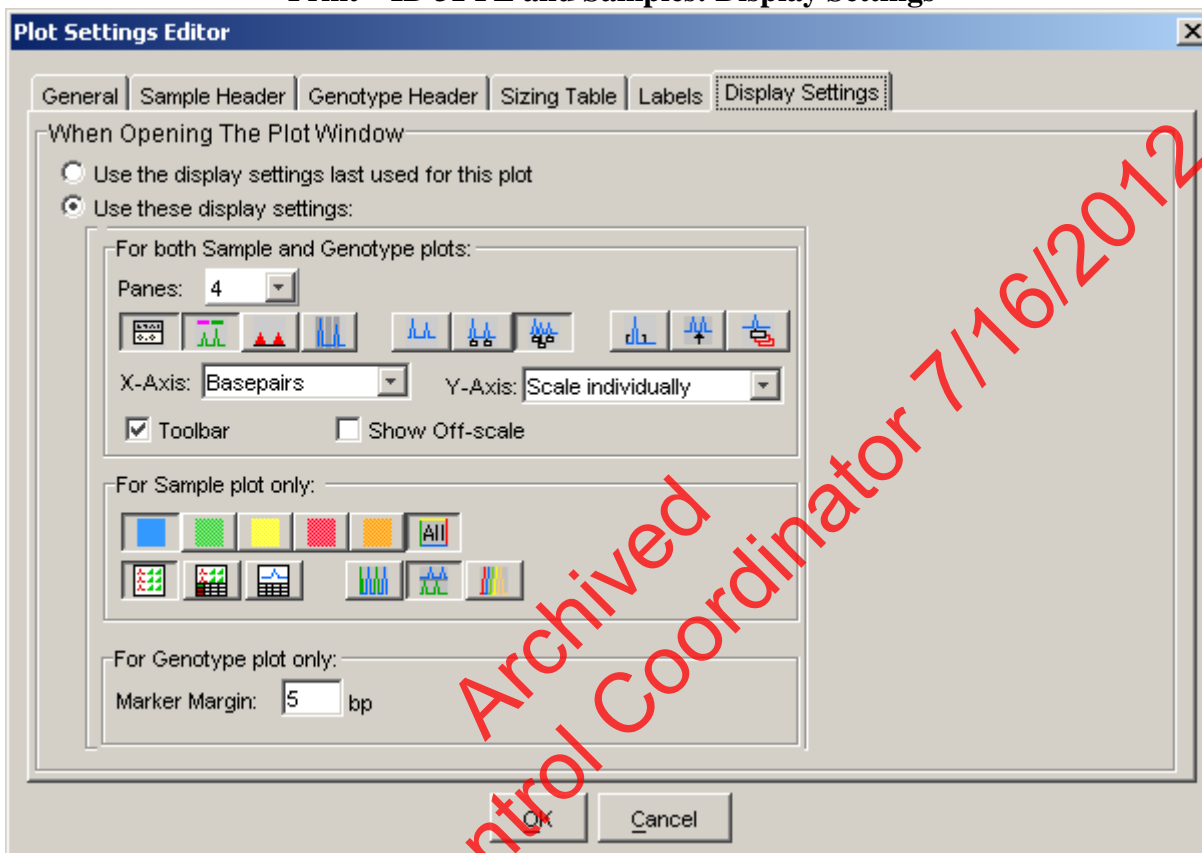 Plot Settings Editor
General Sample Header Genotype Header Sizing Table Labels Display Settings
When Opening The Plot Window
Use the display settings last used for this plot
Use these display settings:
For both Sample and Genotype plots:
Panes: 4
X-Axis: Basepairs Y-Axis: Scale individually
Toolbar Show Off-scale
For Sample plot only:
All
For Genotype plot only:
Marker Margin: 5 bp
OK Cancel
Archived
Coordinator 7/16/2012